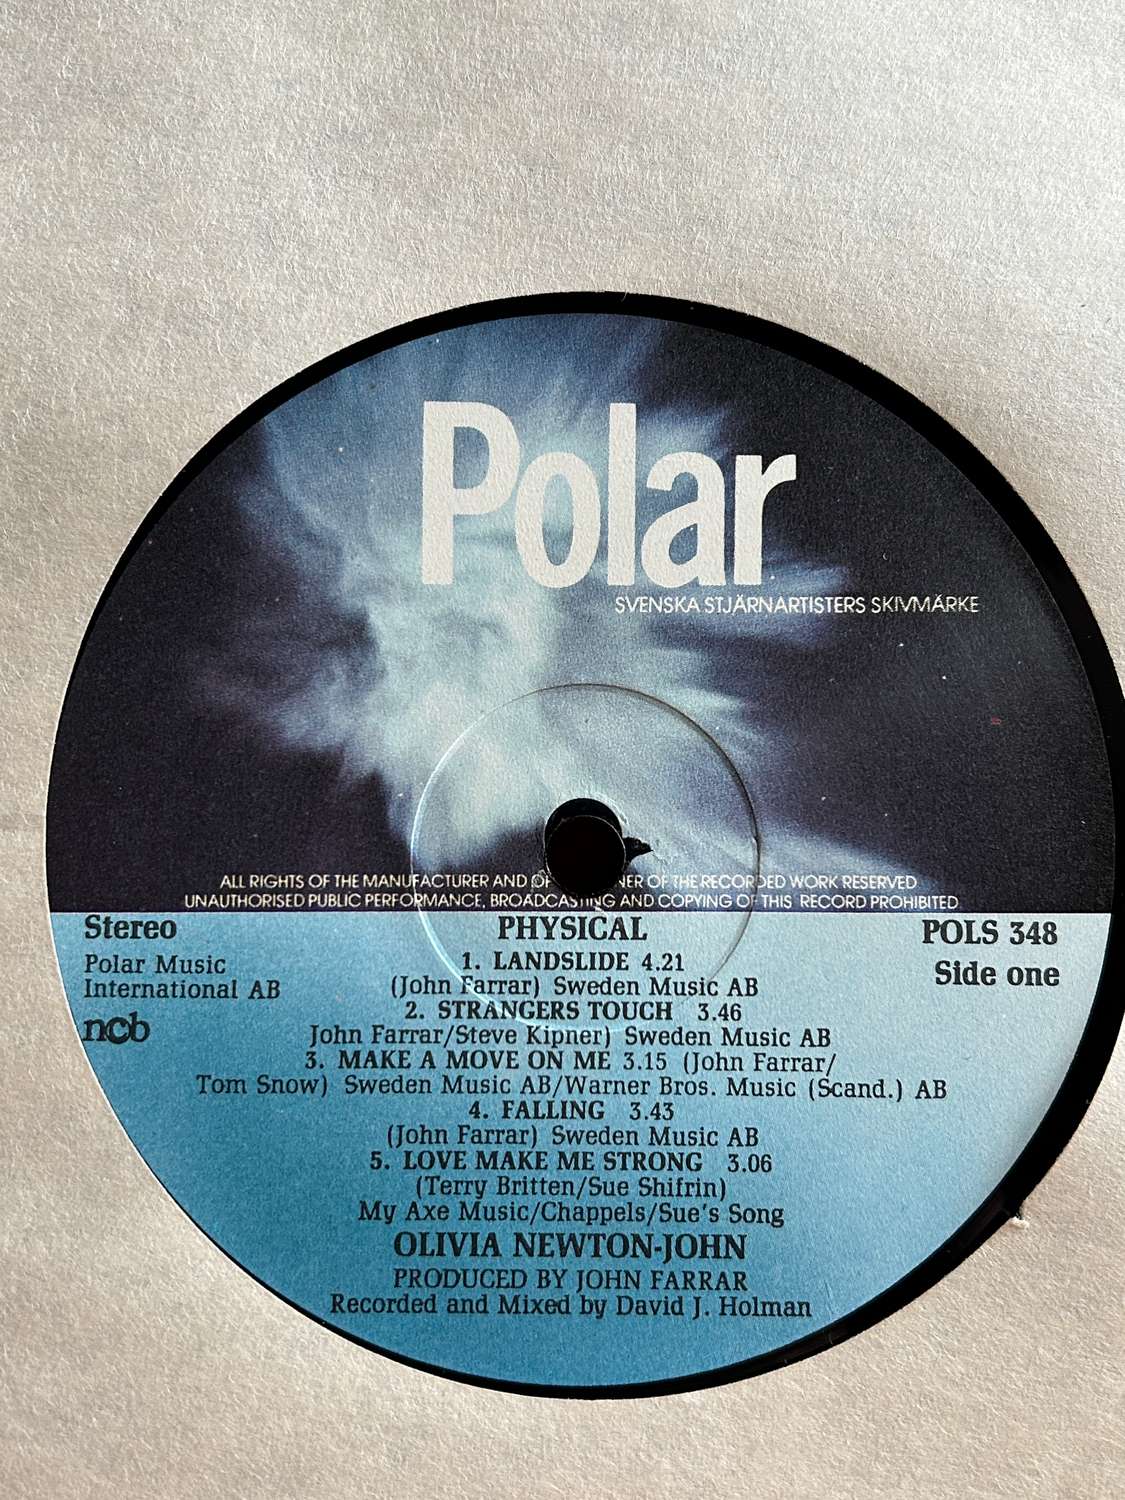 Polar
SVENSKA STJÄRNARTISTERS SKIVMÄRKE
ALL RIGHTS OF THE MANUFACTURER AND OF NER OF THE RECORDED WORK RESERVED
UNAUTHORISED PUBLIC PERFORMANCE, BROADCASTING AND COPYING OF THIS RECORD PROHIBITED
Stereo
Polar Music
International AB
ncb
PHYSICAL
POLS 348
Side one
1. LANDSLIDE 4.21
(John Farrar) Sweden Music AB
2. STRANGERS TOUCH 3.46
John Farrar/Steve Kipner) Sweden Music AB
3. MAKE A MOVE ON ME 3.15 (John Farrar/
Tom Snow) Sweden Music AB/Warner Bros. Music (Scand.) AB
4. FALLING 3.43
(John Farrar) Sweden Music AB
5. LOVE MAKE ME STRONG 3.06
(Terry Britten/Sue Shifrin)
My Axe Music/Chappels/Sue's Song
OLIVIA NEWTON-JOHN
PRODUCED BY JOHN FARRAR
Recorded and Mixed by David J. Holman